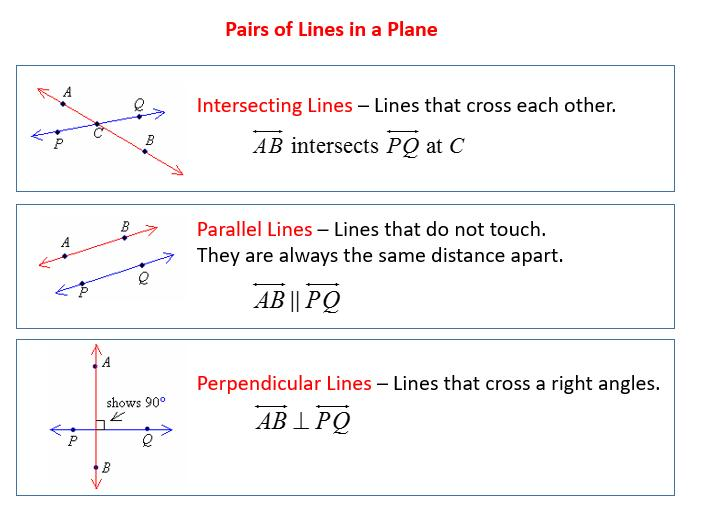 Pairs of Lines in a Plane
A
Q
P
C
B
Intersecting Lines – Lines that cross each other.
AB intersects PQ at C
B
A
Q
P
Parallel Lines – Lines that do not touch.
They are always the same distance apart.
AB || PQ
A
shows 90°
P
Q
B
Perpendicular Lines – Lines that cross a right angles.
AB ⊥ PQ